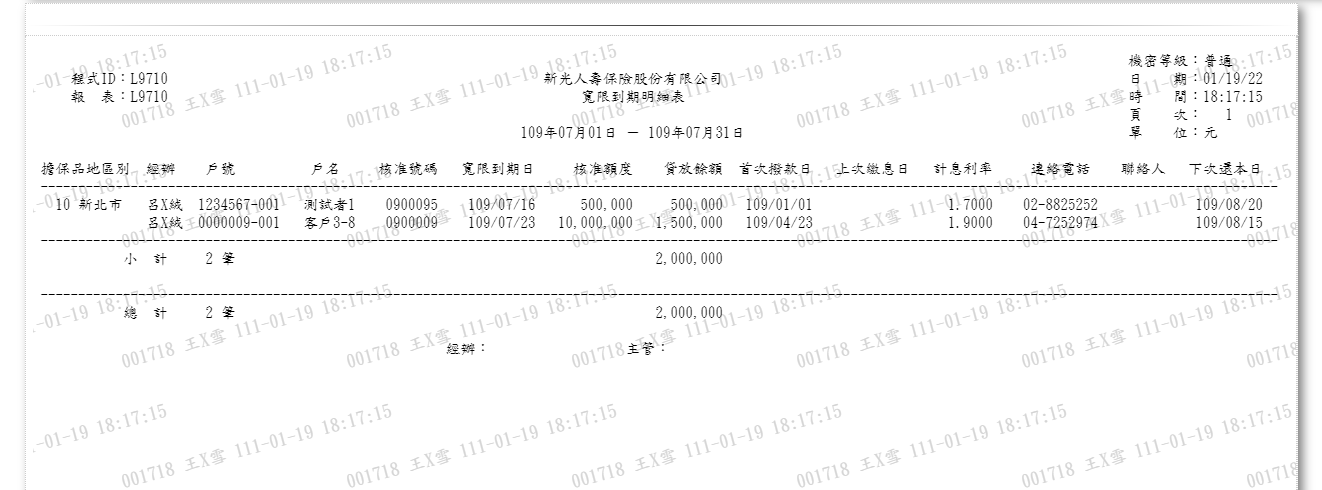 機密等級：普通
程式ID：L9710 新光人壽保險股份有限公司 日 期：01/19/22
報 表：L9710 寬限到期明細表 時 間：18:17:15
頁 次： 1
109年07月01日 － 109年07月31日 單 位：元
擔保品地區別 經辦 戶號 戶名 核准號碼 寬限到期日 核准額度 貸放餘額 首次撥款日 上次繳息日 計息利率 連絡電話 聯絡人 下次還本日
10 新北市 呂X絨 1234567-001 測試者1 0900095 109/07/16 500,000 500,000 109/01/01 1.7000 02-8825252 109/08/20
呂X絨 0000009-001 客戶3-8 0900009 109/07/23 10,000,000 1,500,000 109/04/23 1.9000 04-7252974 109/08/15
小 計 2 筆 2,000,000
總 計 2 筆 2,000,000
經辦： 主管：
001718 王X雪 111-01-19 18:17:15